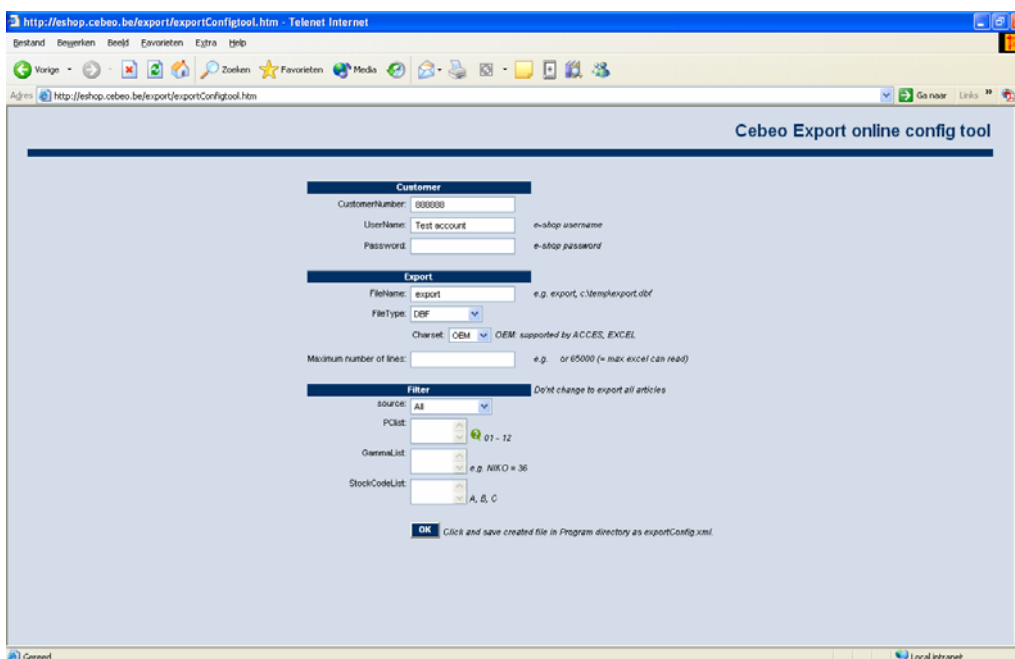 http://eshop.cebeo.be/export/exportConfigtool.htm - Telenet Internet
Bestand Bewerken Beeld Favorieten Extra Help
Vorige Zoeken Favorieten Media
Adres http://eshop.cebeo.be/export/exportConfigtool.htm Ga naar Links »
Cebeo Export online config tool
Customer
CustomerNumber: 888888
UserName: Test account e-shop username
Password: e-shop password
Export
FileName: export e.g. export, c:\temp\export.dbf
FileType: DBF
Charset: OEM OEM: supported by ACCES, EXCEL
Maximum number of lines: e.g. or 65000 (= max excel can read)
Filter Do'nt change to export all articles
source: All
PClist: 01 - 12
GammaList: e.g. NIKO = 36
StockCodeList: A, B, C
OK Click and save created file in Program directory as exportConfig.xml.
Gereed Local intranet